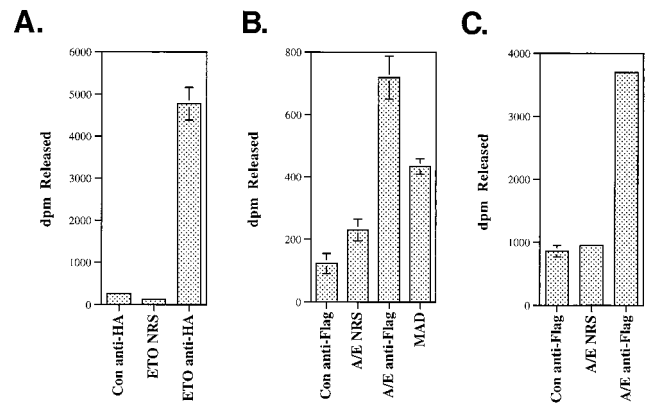 A.
B.
C.
6000
5000
4000
3000
2000
1000
0
dpm Released
Con anti-HA
ETO NRS
ETO anti-HA
800
600
400
200
0
dpm Released
Con anti-Flag
A/E NRS
A/E anti-Flag
MAD
4000
3000
2000
1000
0
dpm Released
Con anti-Flag
A/E NRS
A/E anti-Flag